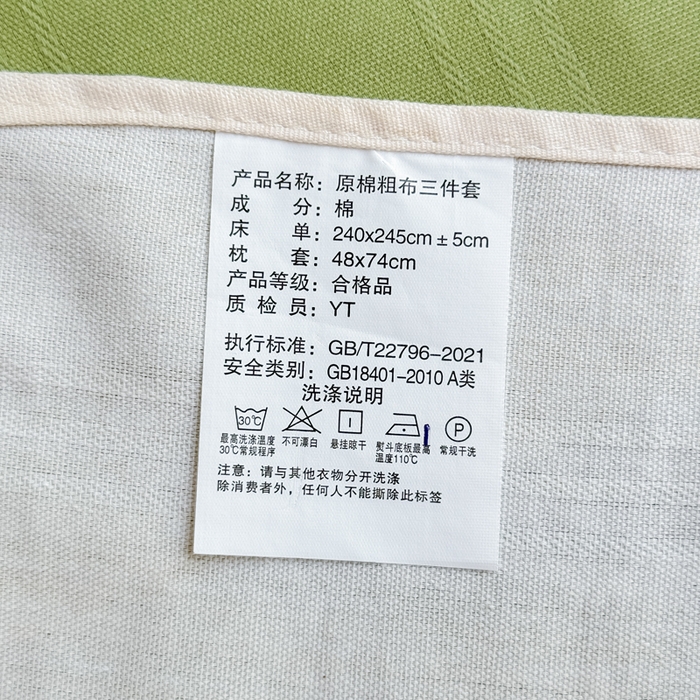 产品名称：原棉粗布三件套
成 分：棉
床 单：240x245cm±5cm
枕 套：48x74cm
产品等级：合格品
质 检 员：YT
执行标准：GB/T22796-2021
安全类别：GB18401-2010 A类
洗涤说明
30℃ P
最高洗涤温度30℃常规程序 不可漂白 悬挂晾干 熨斗底板最高温度110℃ 常规干洗
注意：请与其他衣物分开洗涤
除消费者外，任何人不能撕除此标签